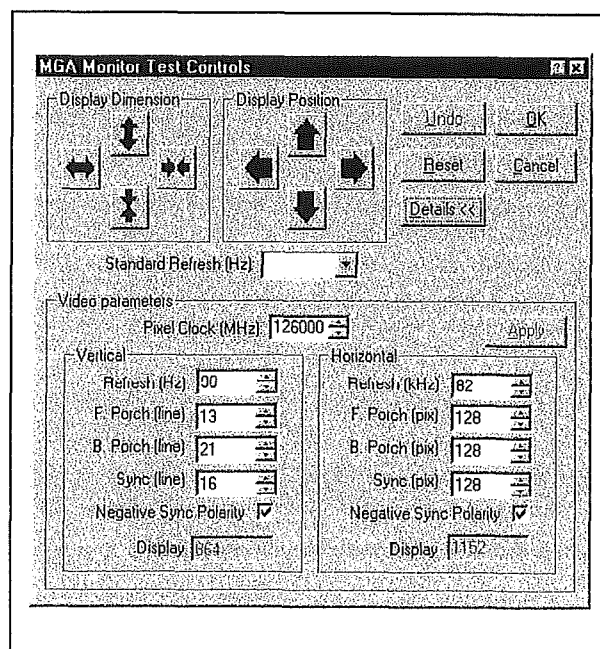 MGA Monitor Test Controls
Display Dimension
Display Position
Undo
OK
Reset
Cancel
Details <<
Standard Refresh (Hz)
Video parameters
Pixel Clock (MHz) 126000
Apply
Vertical
Refresh (Hz)
F. Porch (line) 13
B. Porch (line) 21
Sync (line) 16
Negative Sync Polarity
Display 864
Horizontal
Refresh (kHz) 82
F. Porch (pix) 128
B. Porch (pix) 128
Sync (pix) 128
Negative Sync Polarity
Display 1152